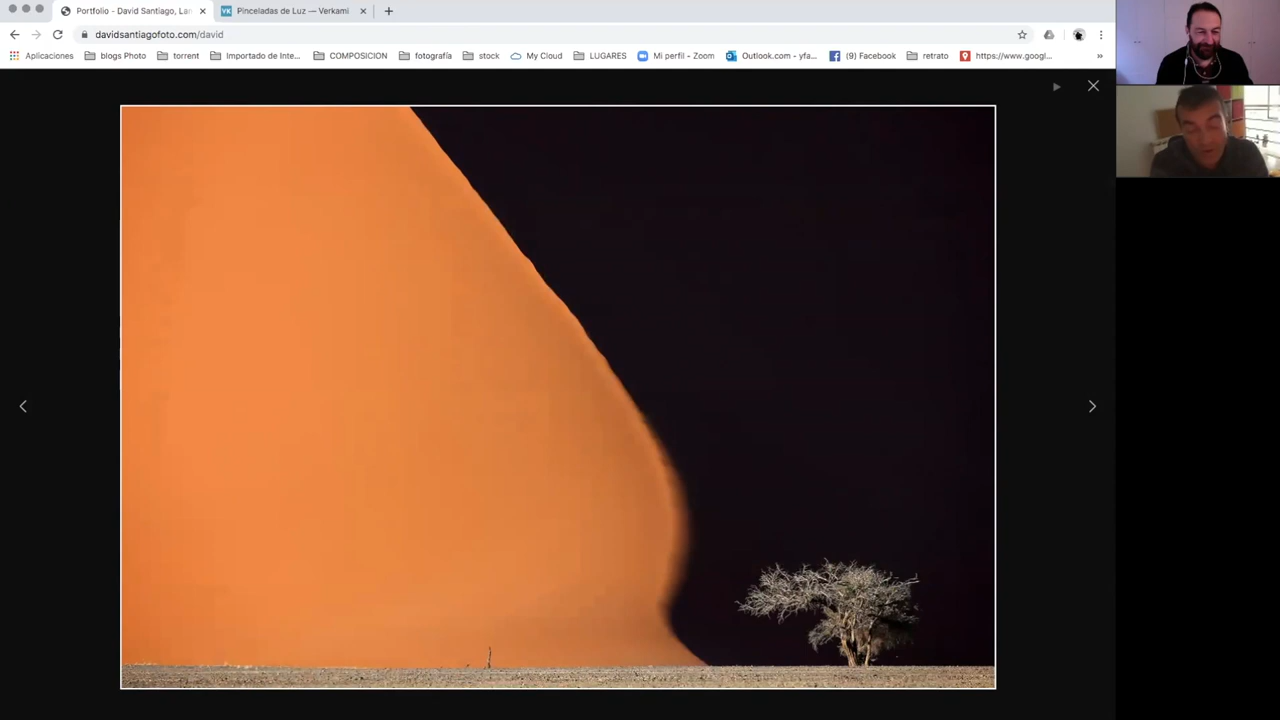 Portfolio - David Santiago, Lan
Pinceladas de Luz — Verkami
davidsantiagofoto.com/david
Aplicaciones blogs Photo torrent Importado de Inte... COMPOSICION fotografía stock My Cloud LUGARES Mi perfil - Zoom Outlook.com - yfa... (9) Facebook retrato https://www.googl... »